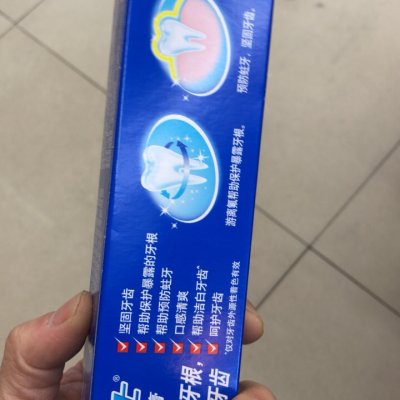 预防蛀牙，坚固牙齿。
游离氟帮助保护暴露牙根。
坚固牙齿
帮助保护暴露的牙根
帮助预防蛀牙
口感清爽
帮助洁白牙齿*
呵护牙齿
*仅对牙齿外源性着色有效
®
膏
牙根，
牙齿